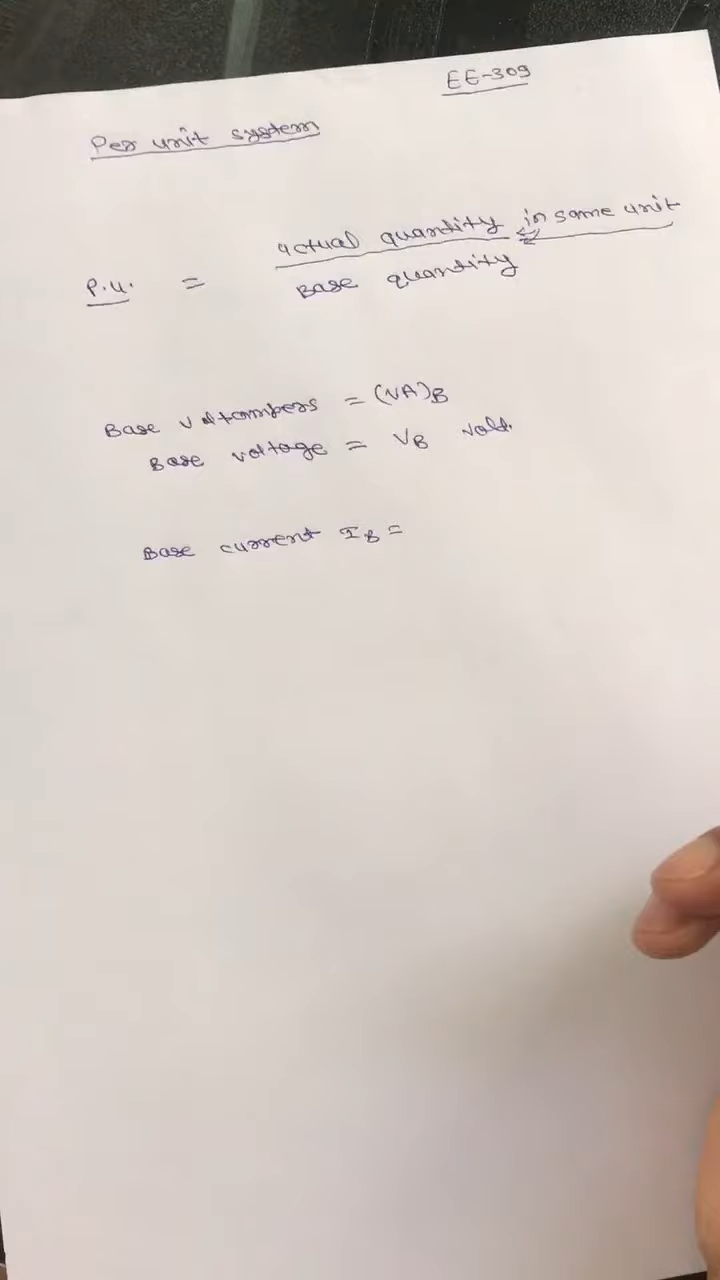 EE-309
Per unit system
P.U. = actual quantity in same unit
Base quantity
Base voltambers = (VA)B
Base voltage = VB volt.
Base current IB =